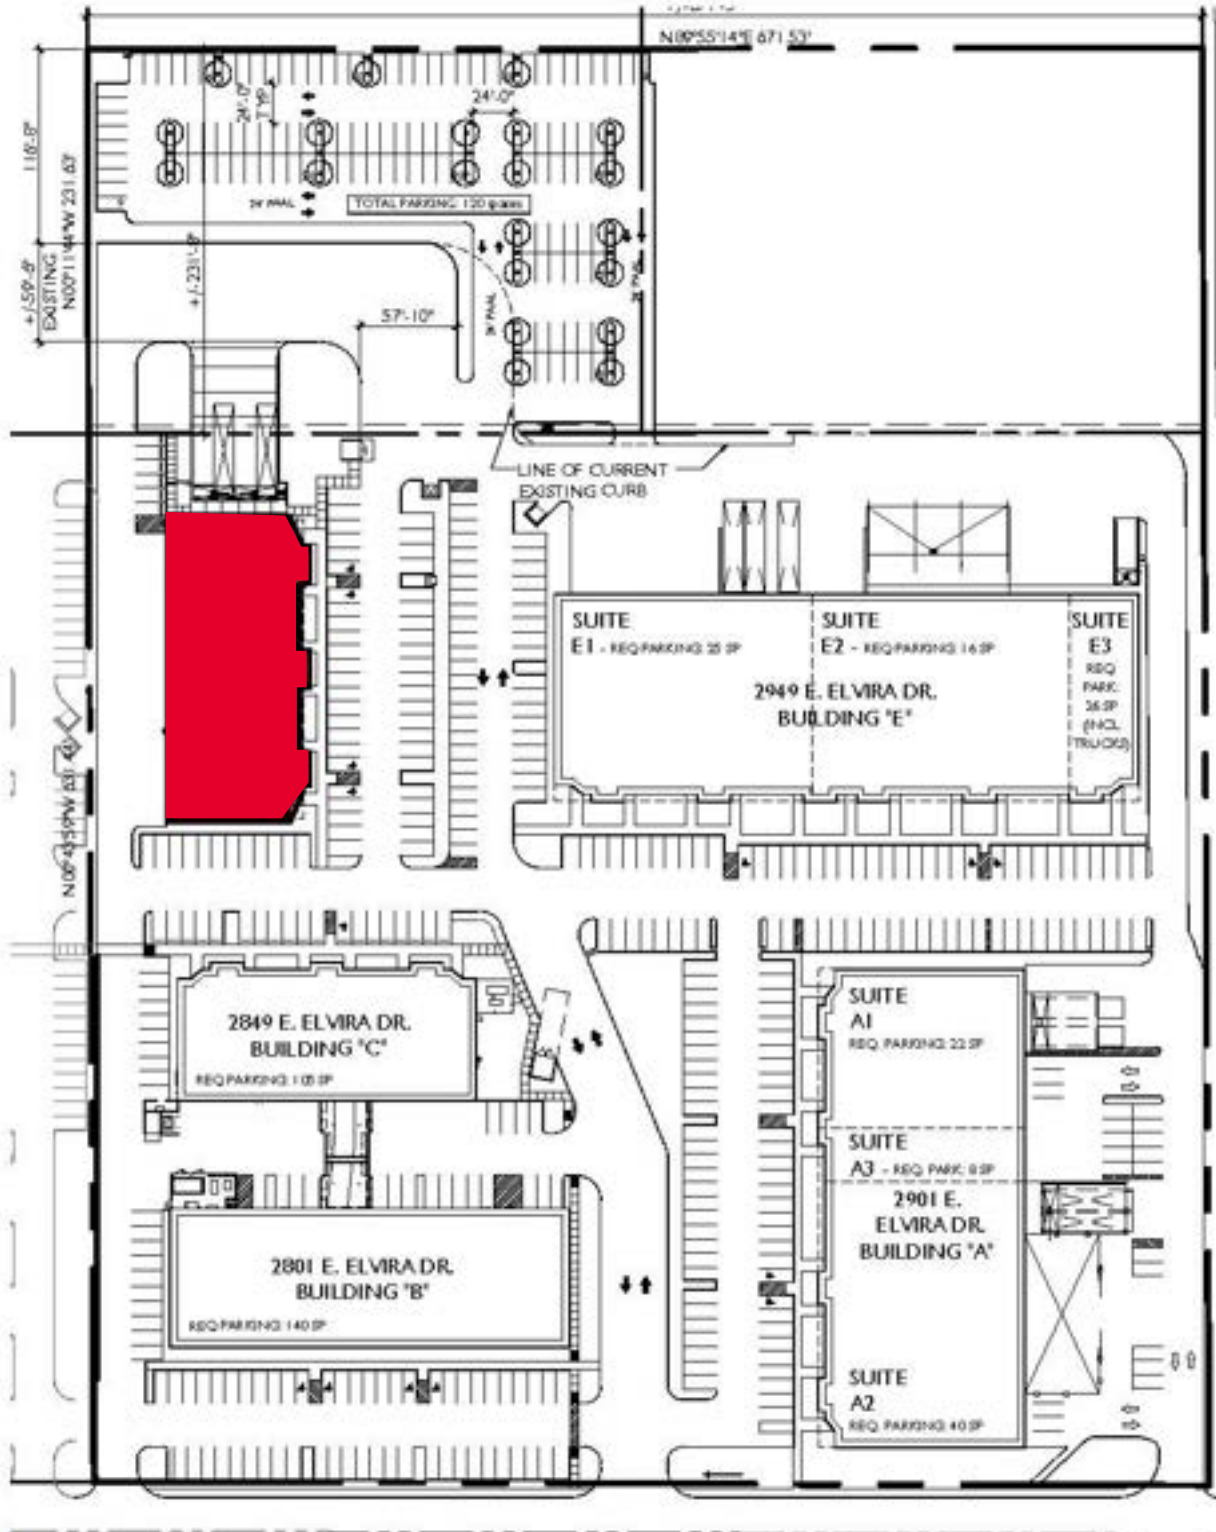 N89°55'14"E 671.53'
116'-8"
N00°11'44"W 231.63'
24'-0"
TYP
24'-0"
24' PAAL
TOTAL PARKING: 120 spaces
+/-59'-8"
EXISTING
+/-231'-8"
57'-10"
LINE OF CURRENT
EXISTING CURB
SUITE
E1 - REQ PARKING: 25 SP
SUITE
E2 - REQ PARKING: 16 SP
SUITE
E3
REQ
PARK:
26 SP
(INCL
TRUCKS)
2949 E. ELVIRA DR.
BUILDING "E"
2849 E. ELVIRA DR.
BUILDING "C"
REQ PARKING: 105 SP
SUITE
A1
REQ. PARKING: 22 SP
SUITE
A3 - REQ. PARK: 8 SP
2901 E.
ELVIRA DR.
BUILDING "A"
2801 E. ELVIRA DR.
BUILDING "B"
REQ PARKING: 140 SP
SUITE
A2
REQ. PARKING: 40 SP